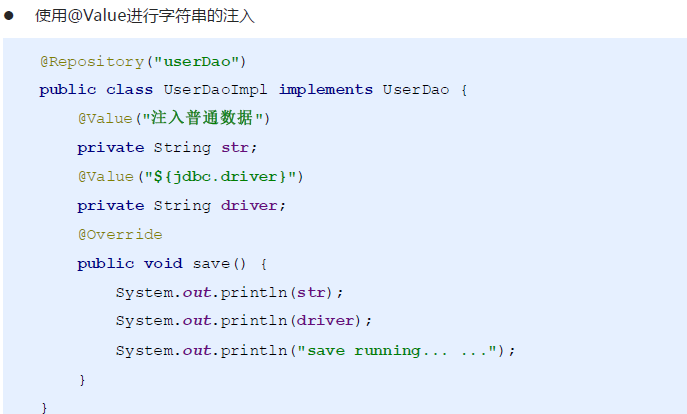 ● 使用@Value进行字符串的注入
@Repository("userDao")
public class UserDaoImpl implements UserDao {
    @Value("注入普通数据")
    private String str;
    @Value("${jdbc.driver}")
    private String driver;
    @Override
    public void save() {
        System.out.println(str);
        System.out.println(driver);
        System.out.println("save running... ...");
    }
}